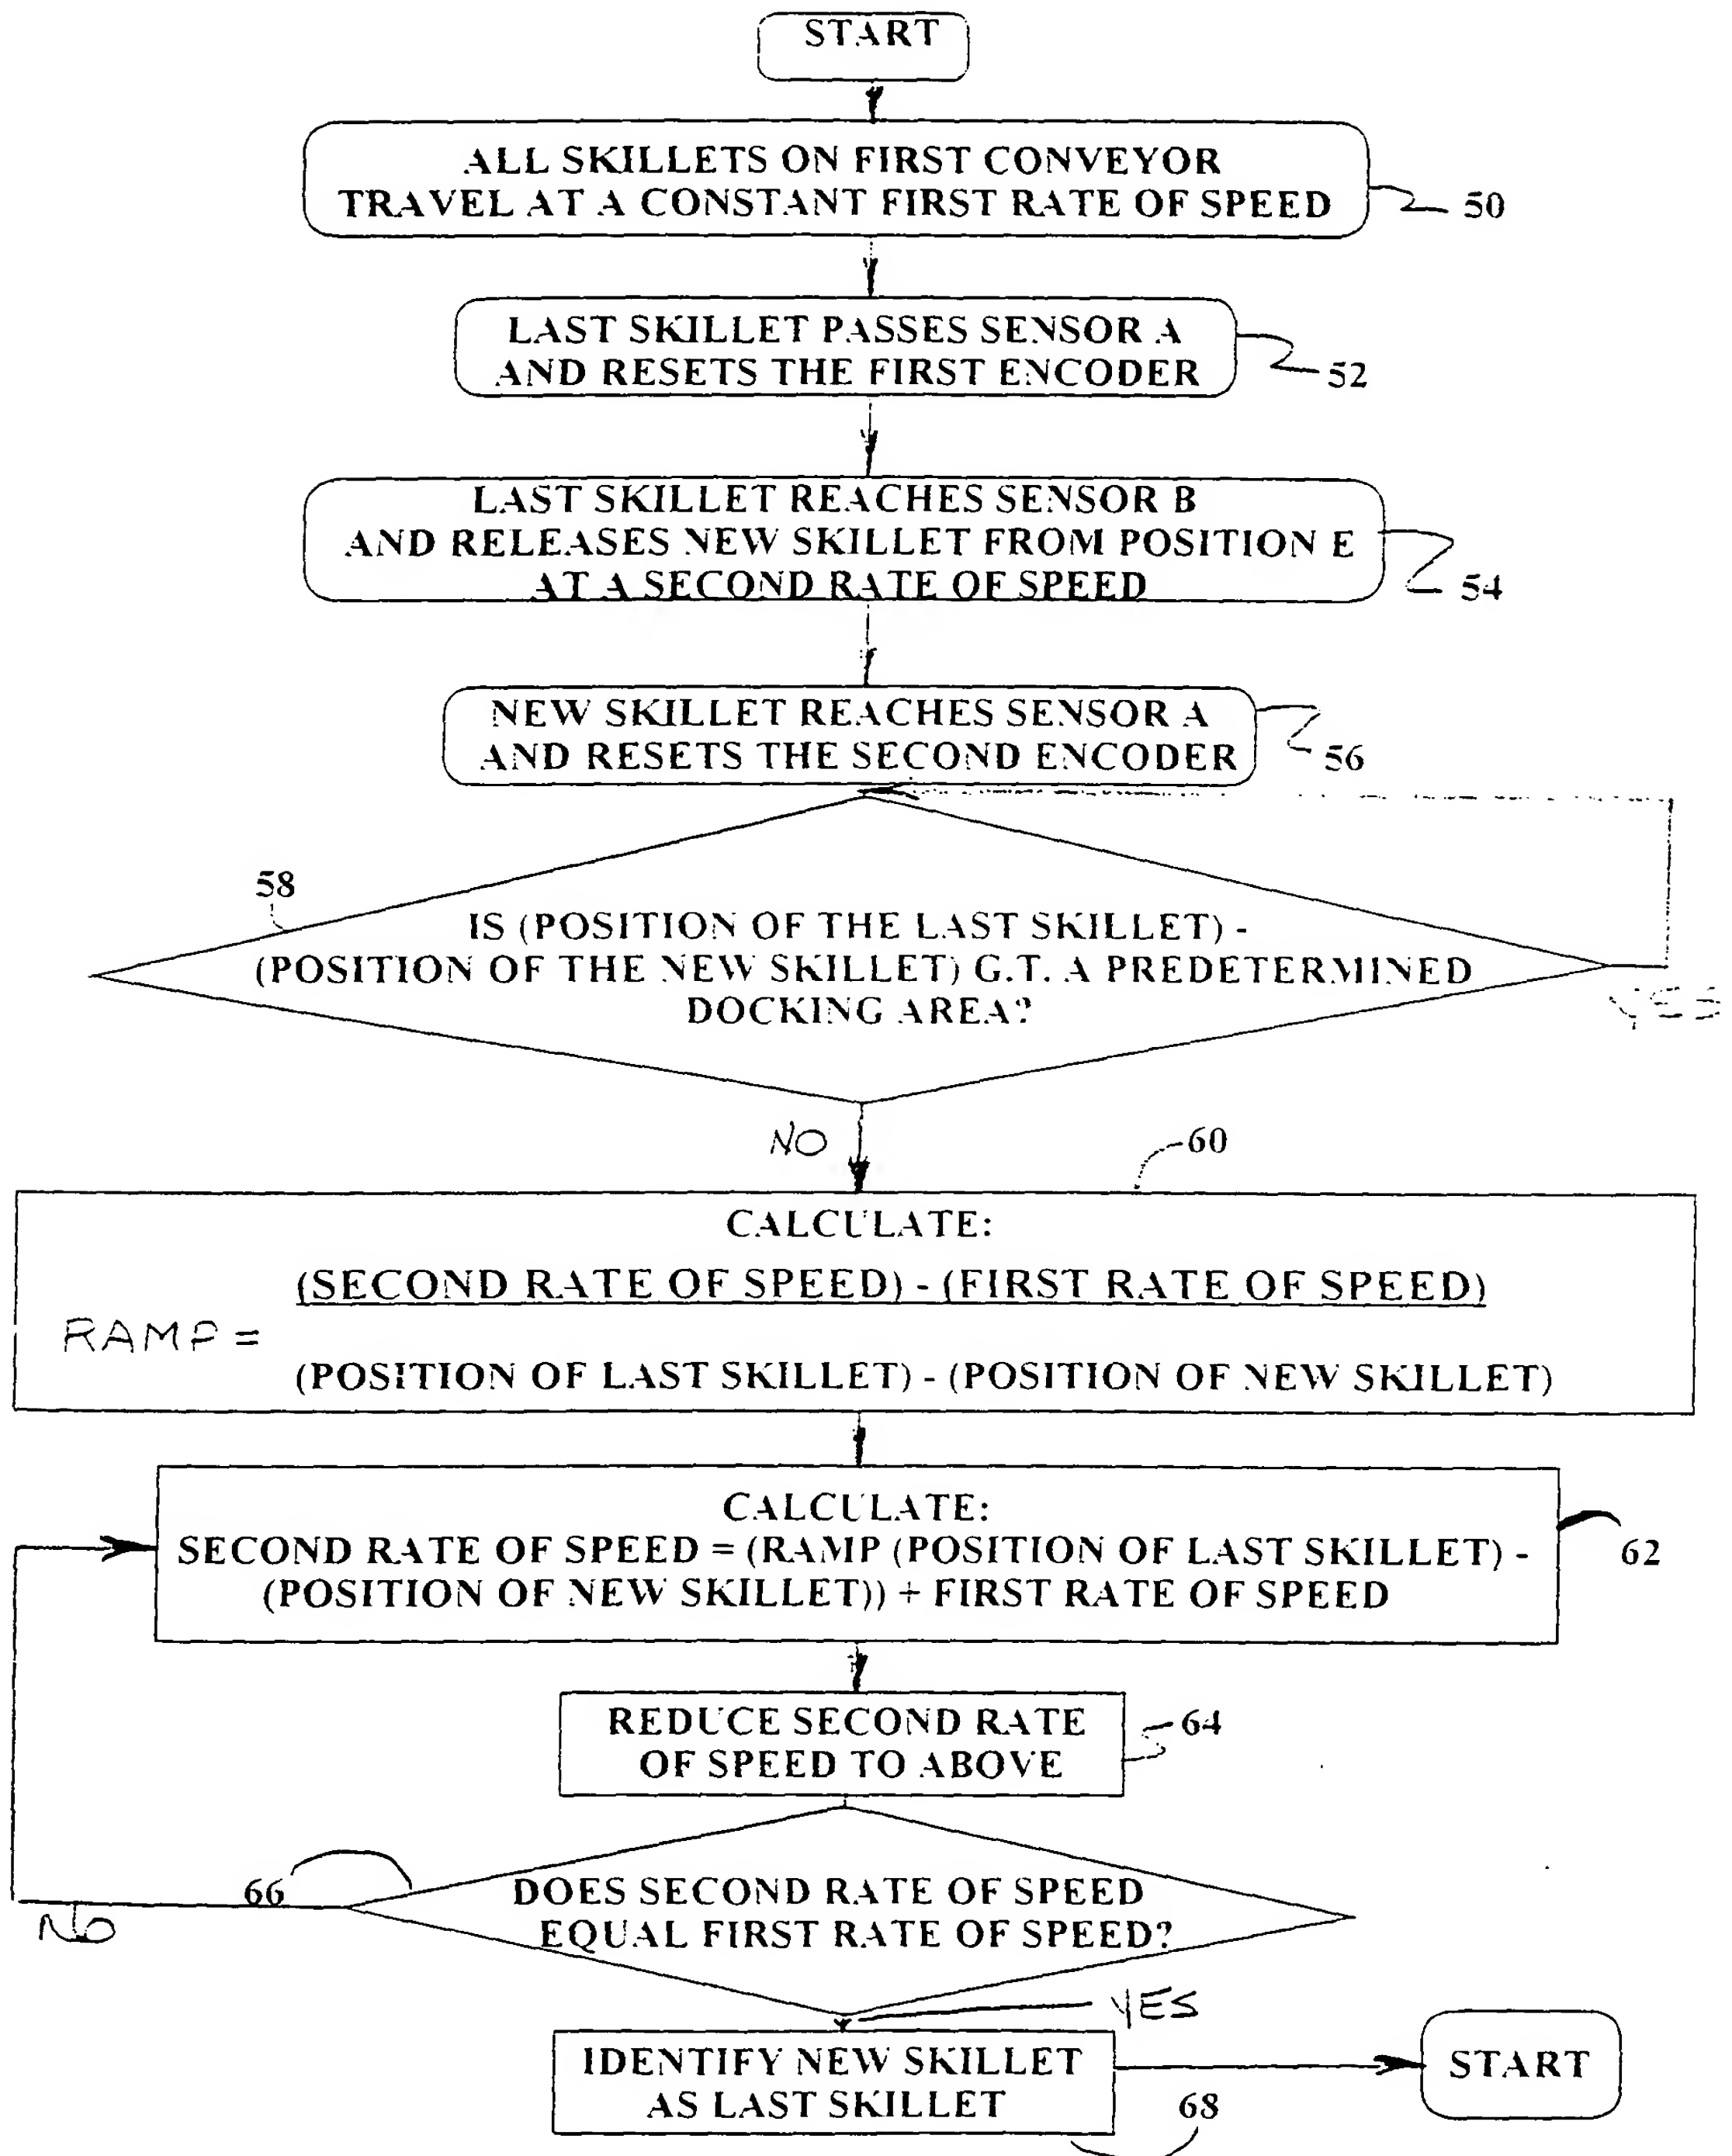 START
ALL SKILLETS ON FIRST CONVEYOR
TRAVEL AT A CONSTANT FIRST RATE OF SPEED
50
LAST SKILLET PASSES SENSOR A
AND RESETS THE FIRST ENCODER
52
LAST SKILLET REACHES SENSOR B
AND RELEASES NEW SKILLET FROM POSITION E
AT A SECOND RATE OF SPEED
54
NEW SKILLET REACHES SENSOR A
AND RESETS THE SECOND ENCODER
56
58
IS (POSITION OF THE LAST SKILLET) -
(POSITION OF THE NEW SKILLET) G.T. A PREDETERMINED
DOCKING AREA?
YES
NO
60
CALCULATE:
(SECOND RATE OF SPEED) - (FIRST RATE OF SPEED)
RAMP =
(POSITION OF LAST SKILLET) - (POSITION OF NEW SKILLET)
CALCULATE:
SECOND RATE OF SPEED = (RAMP (POSITION OF LAST SKILLET) -
(POSITION OF NEW SKILLET)) + FIRST RATE OF SPEED
62
REDUCE SECOND RATE
OF SPEED TO ABOVE
64
66
DOES SECOND RATE OF SPEED
EQUAL FIRST RATE OF SPEED?
NO
YES
IDENTIFY NEW SKILLET
AS LAST SKILLET
68
START